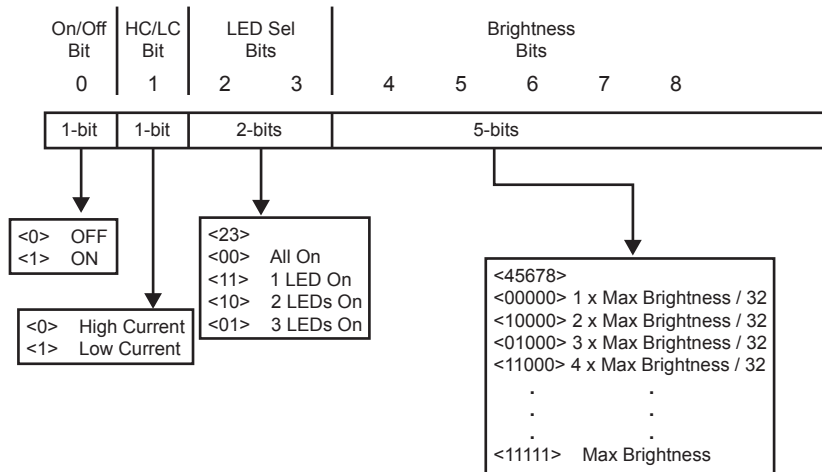 On/Off HC/LC LED Sel Brightness
Bit Bit Bits Bits
0 1 2 3 4 5 6 7 8
1-bit 1-bit 2-bits 5-bits
<0> OFF
<1> ON
<0> High Current
<1> Low Current
<23>
<00> All On
<11> 1 LED On
<10> 2 LEDs On
<01> 3 LEDs On
<45678>
<00000> 1 x Max Brightness / 32
<10000> 2 x Max Brightness / 32
<01000> 3 x Max Brightness / 32
<11000> 4 x Max Brightness / 32
. .
. .
. .
<11111> Max Brightness